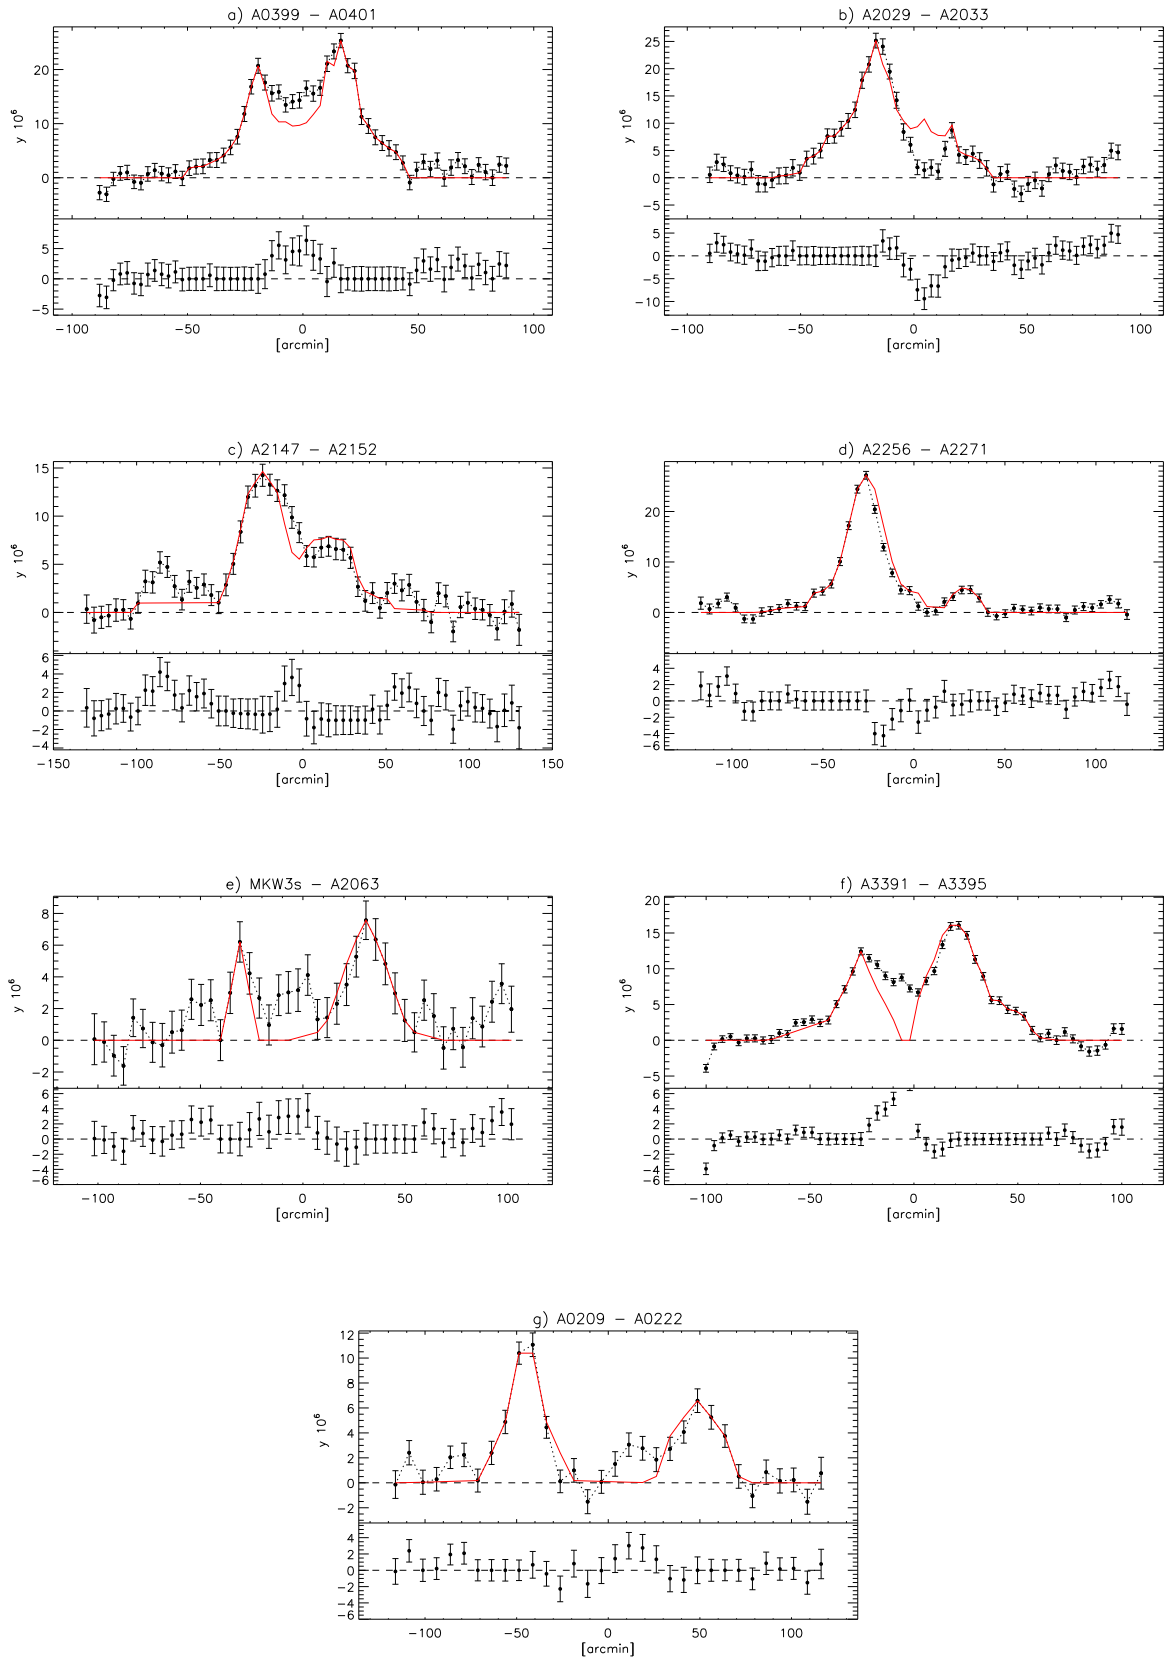 a) A0399 – A0401
y 10⁶
20
10
0
5
0
−5
−100 −50 0 50 100
[arcmin]
b) A2029 – A2033
y 10⁶
25
20
15
10
5
0
−5
5
0
−5
−10
−100 −50 0 50 100
[arcmin]
c) A2147 – A2152
y 10⁶
15
10
5
0
6
4
2
0
−2
−4
−150 −100 −50 0 50 100 150
[arcmin]
d) A2256 – A2271
y 10⁶
20
10
0
4
2
0
−2
−4
−6
−100 −50 0 50 100
[arcmin]
e) MKW3s – A2063
y 10⁶
8
6
4
2
0
−2
6
4
2
0
−2
−4
−6
−100 −50 0 50 100
[arcmin]
f) A3391 – A3395
y 10⁶
20
15
10
5
0
−5
6
4
2
0
−2
−4
−6
−100 −50 0 50 100
[arcmin]
g) A0209 – A0222
y 10⁶
12
10
8
6
4
2
0
−2
4
2
0
−2
−4
−6
−100 −50 0 50 100
[arcmin]